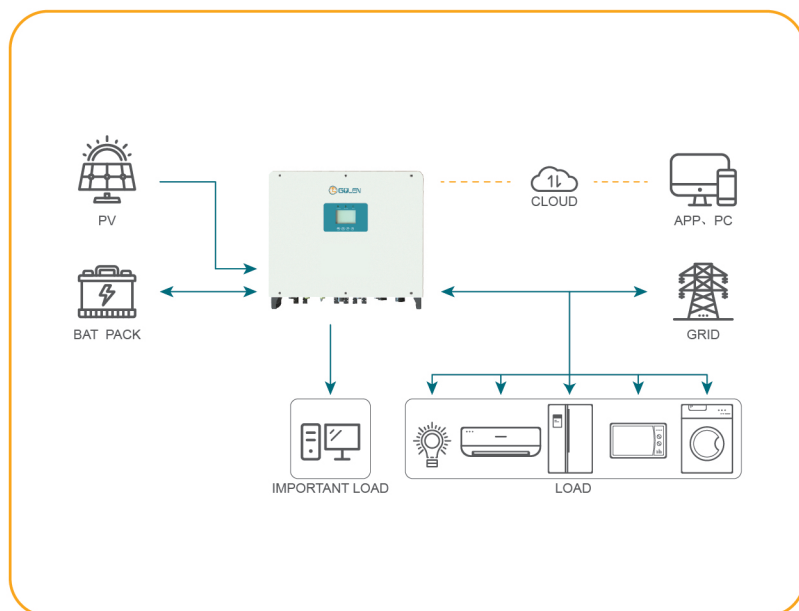 PV
CLOUD
APP、PC
BAT PACK
GRID
IMPORTANT LOAD
LOAD